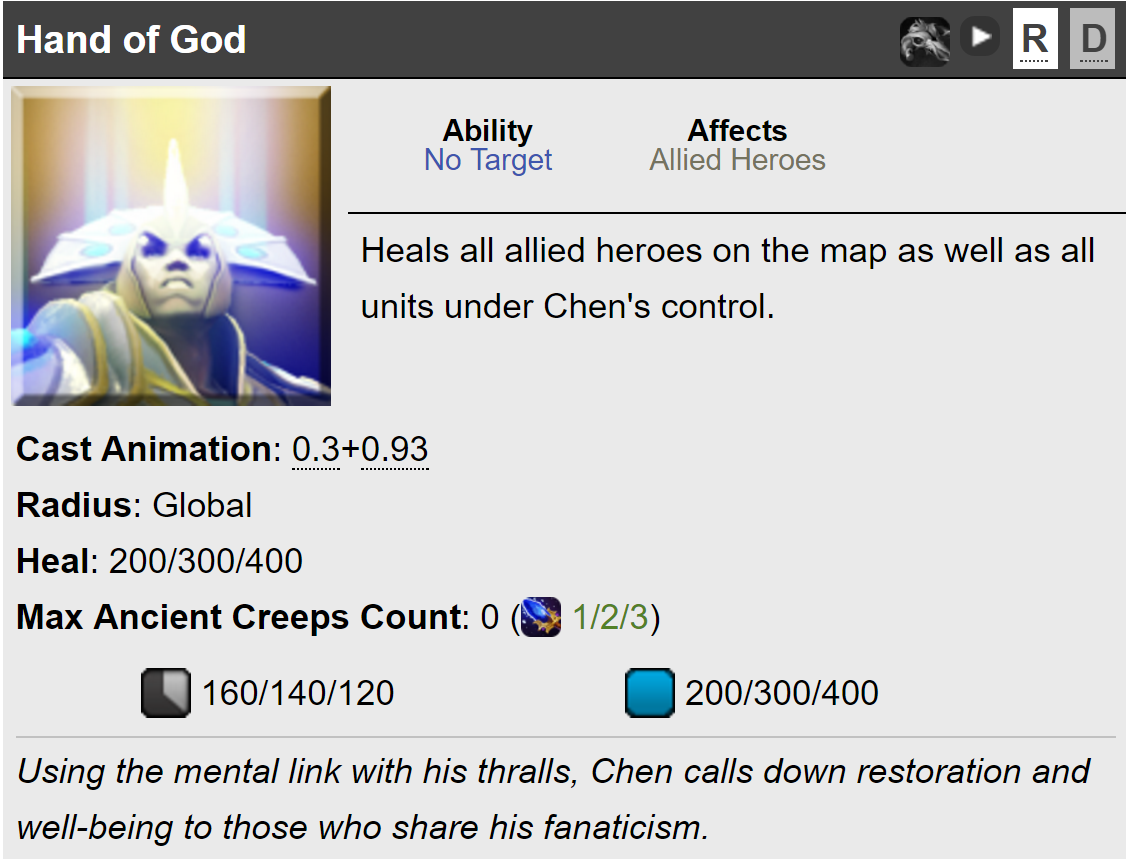 Hand of God
R D
Ability Affects
No Target Allied Heroes
Heals all allied heroes on the map as well as all
units under Chen's control.
Cast Animation: 0.3+0.93
Radius: Global
Heal: 200/300/400
Max Ancient Creeps Count: 0 ( 1/2/3)
160/140/120 200/300/400
Using the mental link with his thralls, Chen calls down restoration and
well-being to those who share his fanaticism.